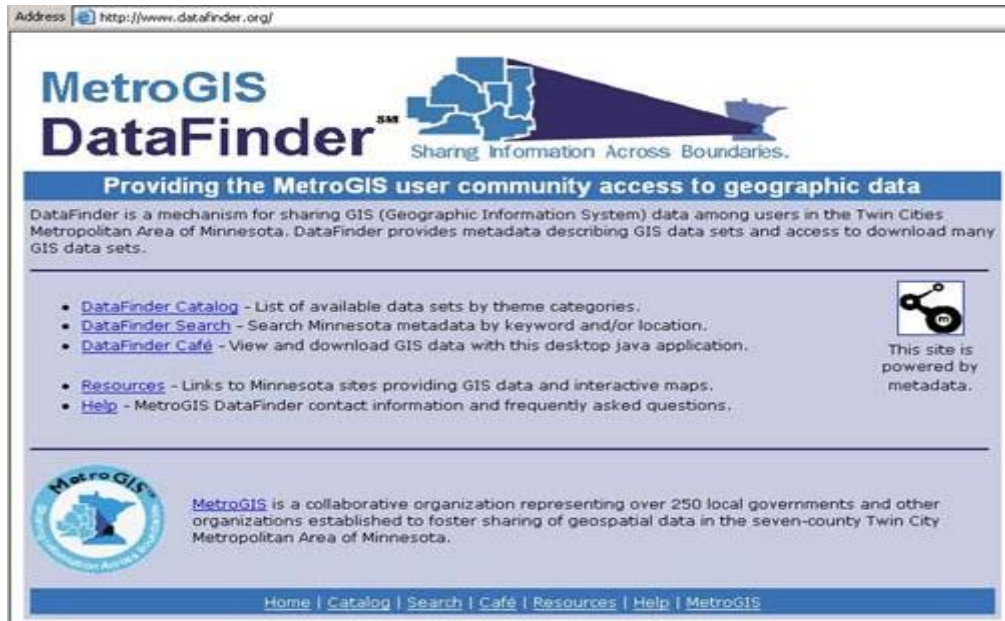 Address http://www.datafinder.org/
MetroGIS
DataFinder℠
Sharing Information Across Boundaries.
Providing the MetroGIS user community access to geographic data
DataFinder is a mechanism for sharing GIS (Geographic Information System) data among users in the Twin Cities
Metropolitan Area of Minnesota. DataFinder provides metadata describing GIS data sets and access to download many
GIS data sets.
• DataFinder Catalog - List of available data sets by theme categories.
• DataFinder Search - Search Minnesota metadata by keyword and/or location.
• DataFinder Café - View and download GIS data with this desktop java application.
• Resources - Links to Minnesota sites providing GIS data and interactive maps.
• Help - MetroGIS DataFinder contact information and frequently asked questions.
m
This site is
powered by
metadata.
MetroGIS
Sharing Information Across Boundaries
MetroGIS is a collaborative organization representing over 250 local governments and other
organizations established to foster sharing of geospatial data in the seven-county Twin City
Metropolitan Area of Minnesota.
Home | Catalog | Search | Café | Resources | Help | MetroGIS